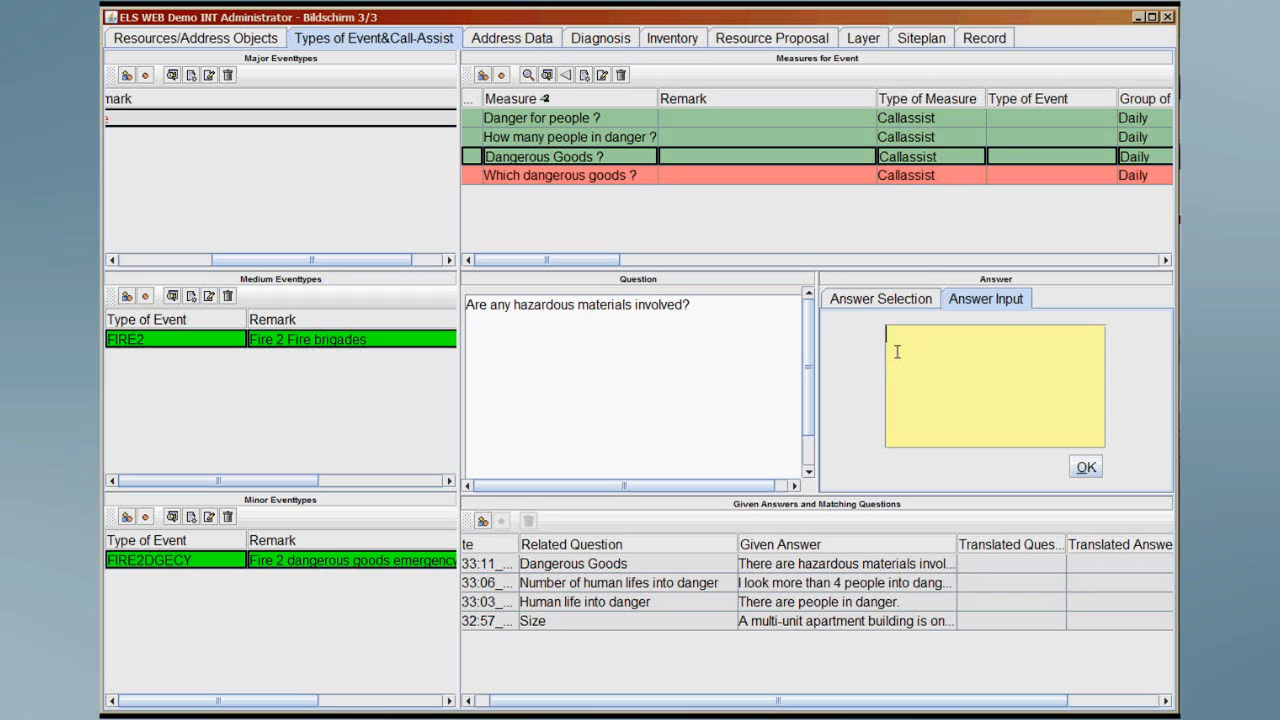 ELS WEB Demo INT Administrator - Bildschirm 3/3
Resources/Address Objects Types of Event&Call-Assist Address Data Diagnosis Inventory Resource Proposal Layer Siteplan Record
Major Eventtypes
mark
Measures for Event
... Measure Remark Type of Measure Type of Event Group of
Danger for people ? Callassist Daily
How many people in danger ? Callassist Daily
Dangerous Goods ? Callassist Daily
Which dangerous goods ? Callassist Daily
Medium Eventtypes
Type of Event Remark
FIRE2 Fire 2 Fire brigades
Question
Are any hazardous materials involved?
Answer
Answer Selection Answer Input
OK
Minor Eventtypes
Type of Event Remark
FIRE2DGECY Fire 2 dangerous goods emergency
Given Answers and Matching Questions
te Related Question Given Answer Translated Ques... Translated Answe
33:11_... Dangerous Goods There are hazardous materials invol...
33:06_... Number of human lifes into danger I look more than 4 people into dang...
33:03_... Human life into danger There are people in danger.
32:57_... Size A multi-unit apartment building is on...